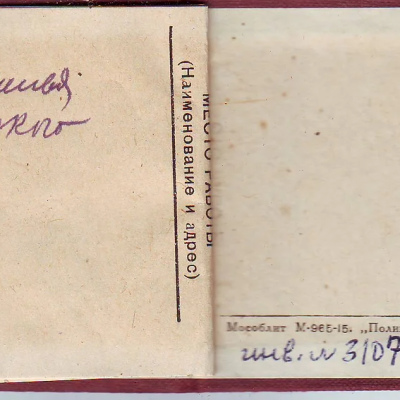 МЕСТО РАБОТЫ
(Наименование и адрес)
Мособлит М-965-15. „Поли
инв. № 3107